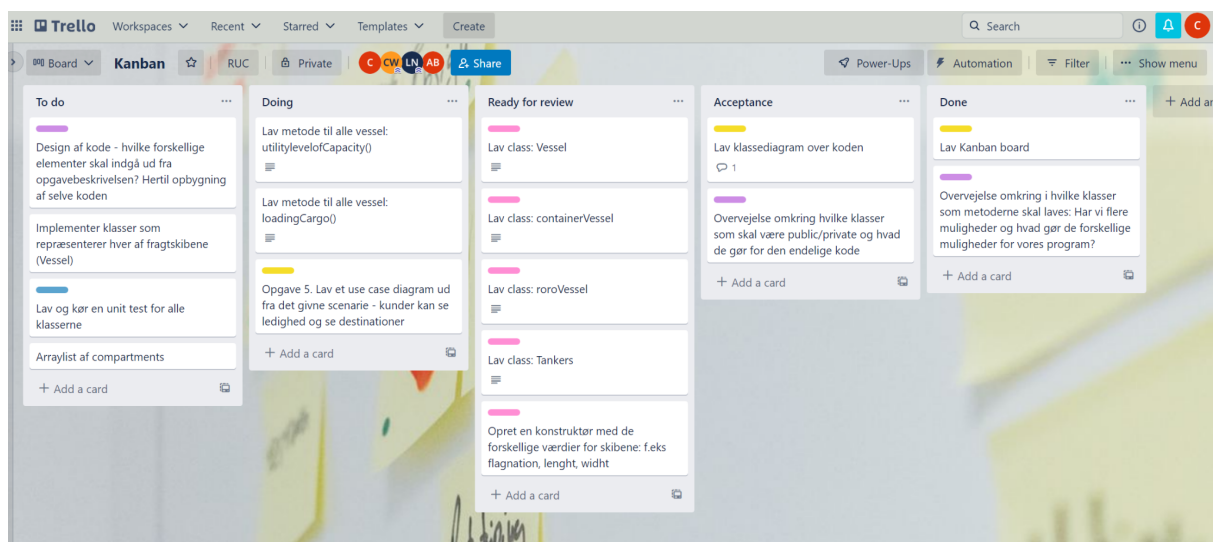 Trello Workspaces Recent Starred Templates Create Search C
Board Kanban RUC Private C CW LN AB Share Power-Ups Automation Filter Show menu
To do
Design af kode - hvilke forskellige
elementer skal indgå ud fra
opgavebeskrivelsen? Hertil opbygning
af selve koden
Implementer klasser som
repræsenterer hver af fragtskibene
(Vessel)
Lav og kør en unit test for alle
klasserne
Arraylist af compartments
+ Add a card
Doing
Lav metode til alle vessel:
utilitylevelofCapacity()
Lav metode til alle vessel:
loadingCargo()
Opgave 5. Lav et use case diagram ud
fra det givne scenarie - kunder kan se
ledighed og se destinationer
+ Add a card
Ready for review
Lav class: Vessel
Lav class: containerVessel
Lav class: roroVessel
Lav class: Tankers
Opret en konstruktør med de
forskellige værdier for skibene: f.eks
flagnation, lenght, widht
+ Add a card
Acceptance
Lav klassediagram over koden
1
Overvejelse omkring hvilke klasser
som skal være public/private og hvad
de gør for den endelige kode
+ Add a card
Done
Lav Kanban board
Overvejelse omkring i hvilke klasser
som metoderne skal laves: Har vi flere
muligheder og hvad gør de forskellige
muligheder for vores program?
+ Add a card
+ Add an